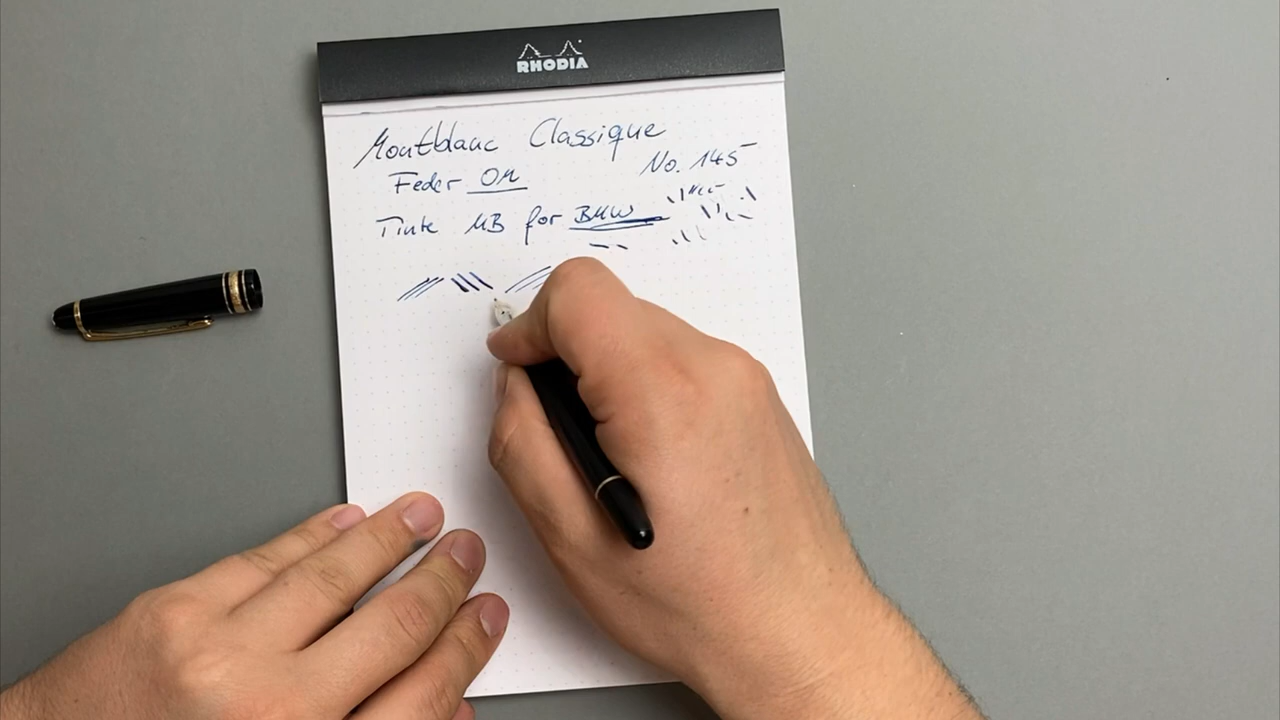 RHODIA
Montblanc Classique
No. 145
Feder OM
Tinte MB for BMW